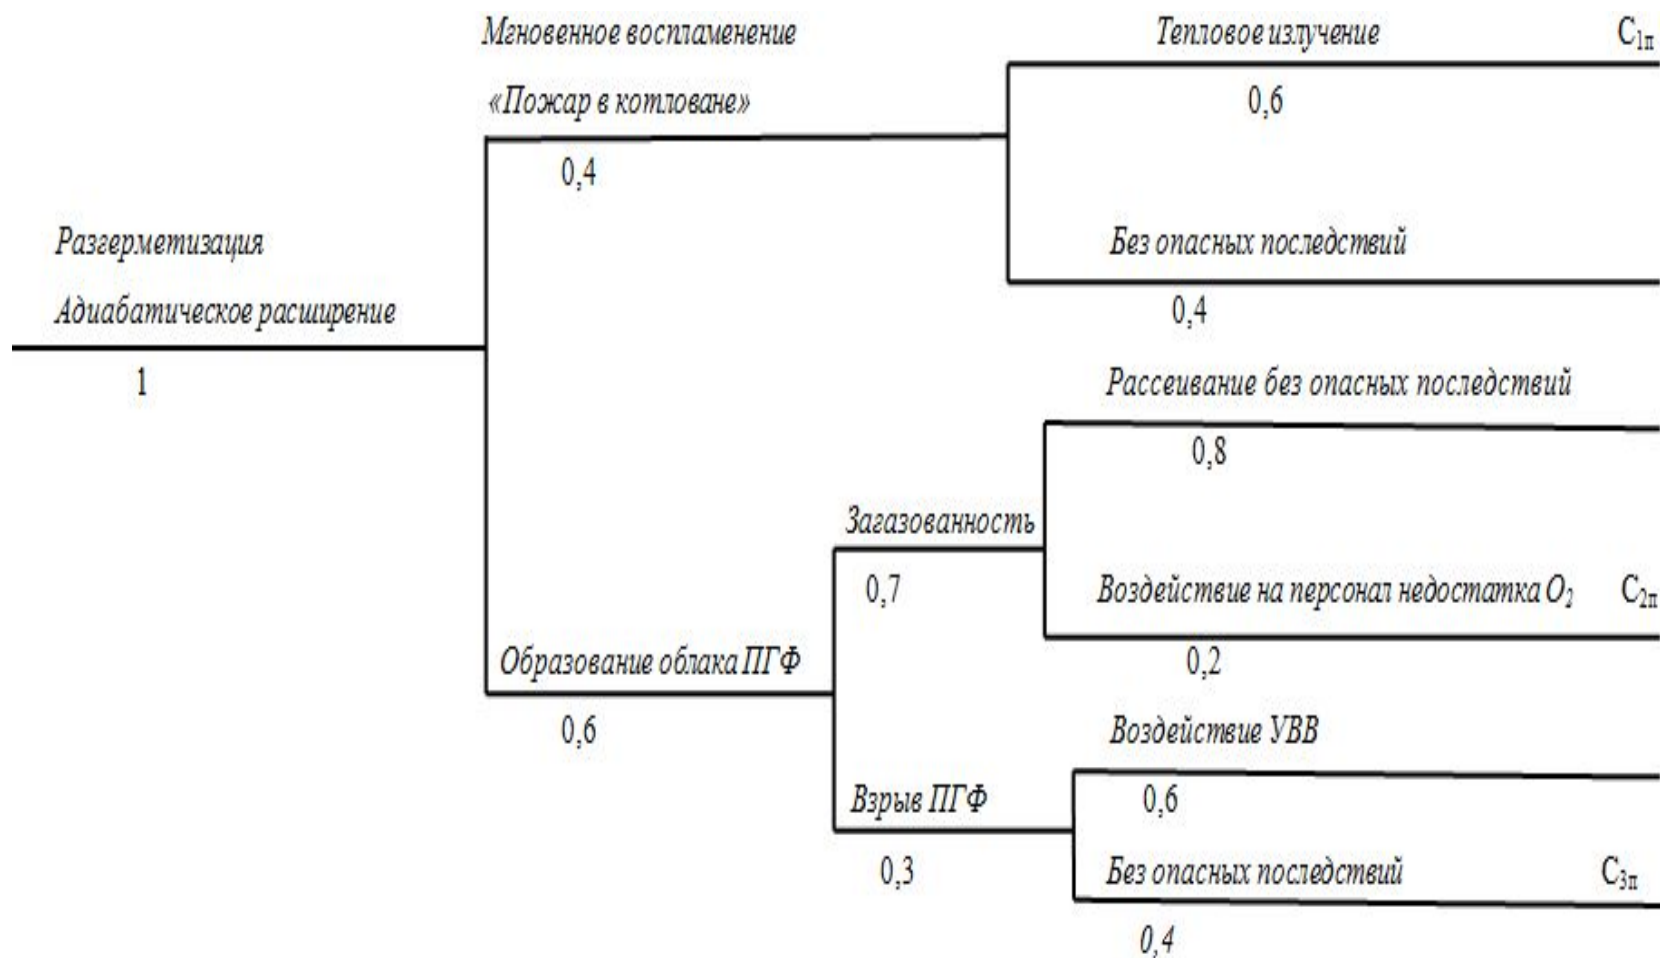 Мгновенное воспламенение
«Пожар в котловане»
0,4
Тепловое излучение C1п
0,6
Без опасных последствий
0,4
Разгерметизация
Адиабатическое расширение
1
Рассеивание без опасных последствий
0,8
Загазованность
0,7
Воздействие на персонал недостатка O2 C2п
0,2
Образование облака ПГФ
0,6
Воздействие УВВ
0,6
Взрыв ПГФ
0,3
Без опасных последствий C3п
0,4